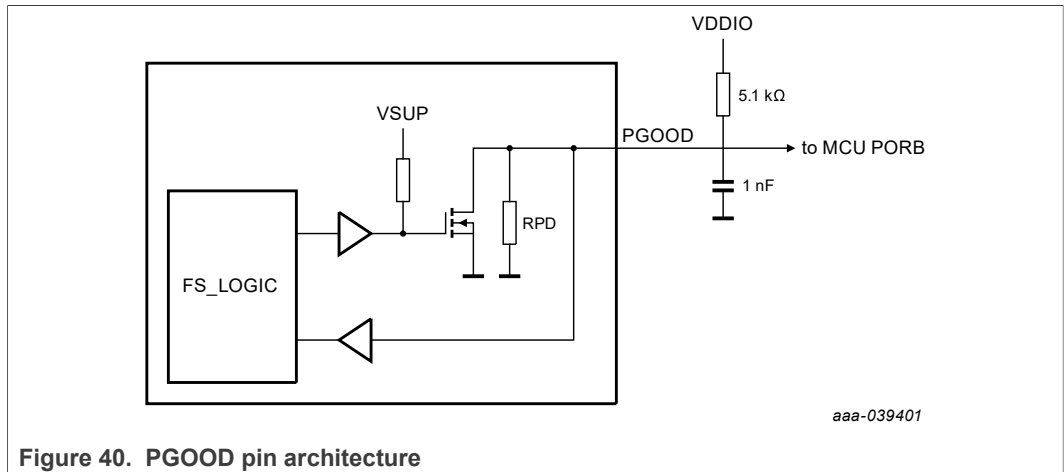 VDDIO
5.1 kΩ
VSUP
PGOOD
to MCU PORB
1 nF
RPD
FS_LOGIC
aaa-039401
Figure 40. PGOOD pin architecture